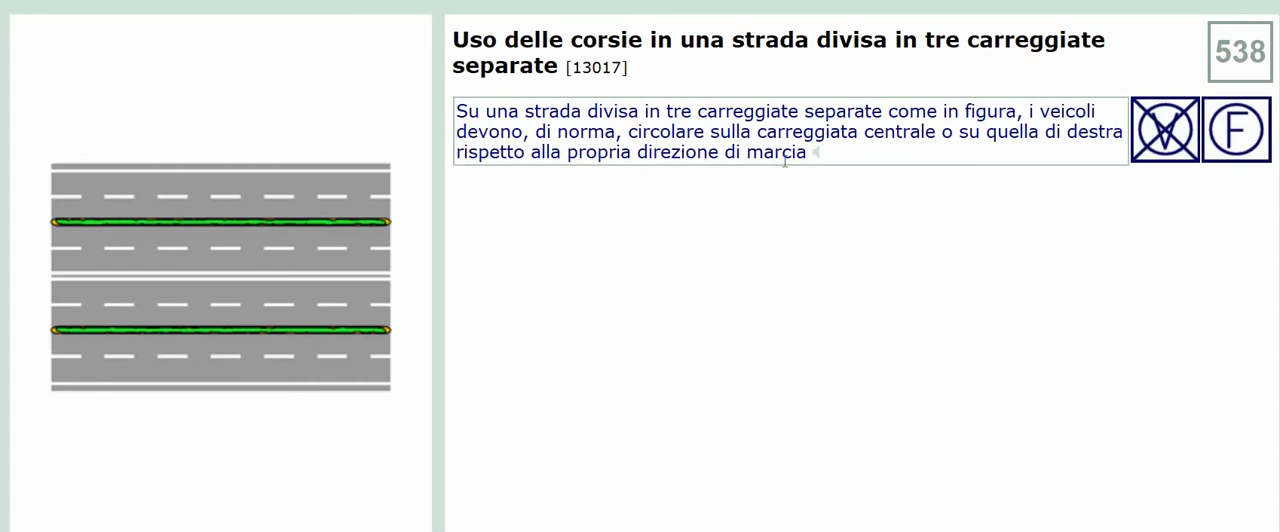 Uso delle corsie in una strada divisa in tre carreggiate
separate [13017]
538
Su una strada divisa in tre carreggiate separate come in figura, i veicoli
devono, di norma, circolare sulla carreggiata centrale o su quella di destra
rispetto alla propria direzione di marcia
V F